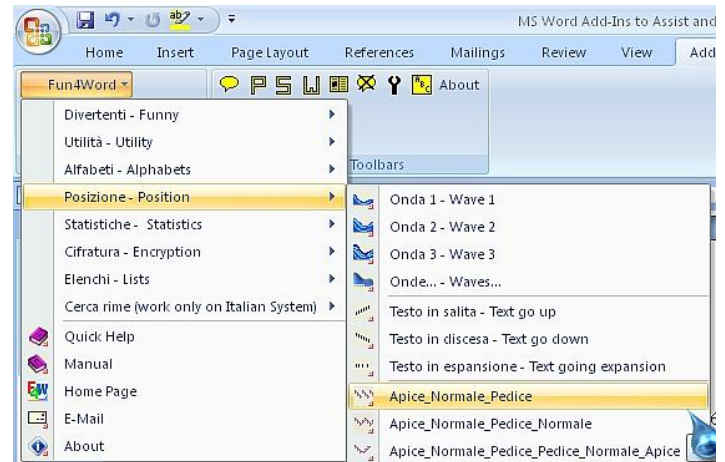 MS Word Add-Ins to Assist and
Home Insert Page Layout References Mailings Review View Add
Fun4Word P S W About
Toolbars
Divertenti - Funny
Utilità - Utility
Alfabeti - Alphabets
Posizione - Position
Statistiche - Statistics
Cifratura - Encryption
Elenchi - Lists
Cerca rime (work only on Italian System)
Quick Help
Manual
Home Page
E-Mail
About
Onda 1 - Wave 1
Onda 2 - Wave 2
Onda 3 - Wave 3
Onde... - Waves...
Testo in salita - Text go up
Testo in discesa - Text go down
Testo in espansione - Text going expansion
Apice_Normale_Pedice
Apice_Normale_Pedice_Normale
Apice_Normale_Pedice_Pedice_Normale_Apice